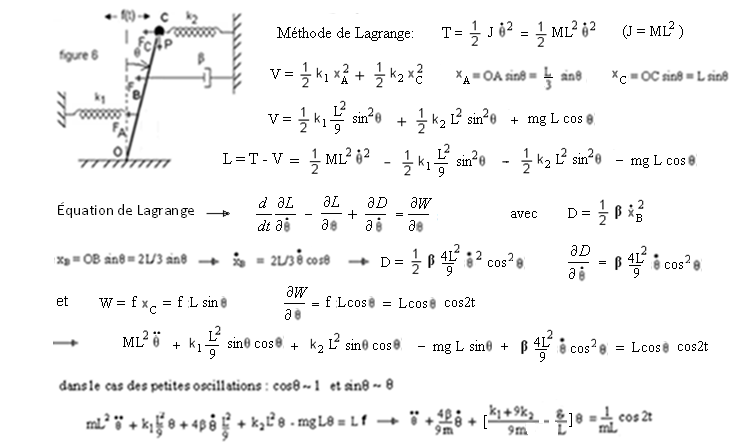 f(t) C k₂
figure 6
θ F_C P
β
F_B
k₁
F_A
O
Méthode de Lagrange: T = 1/2 J θ̇² = 1/2 ML² θ̇² (J = ML²)
V = 1/2 k₁ x_A² + 1/2 k₂ x_C² x_A = OA sinθ = L/3 sinθ x_C = OC sinθ = L sinθ
V = 1/2 k₁ L²/9 sin²θ + 1/2 k₂ L² sin²θ + mg L cos θ
L = T - V = 1/2 ML² θ̇² - 1/2 k₁ L²/9 sin²θ - 1/2 k₂ L² sin²θ - mg L cos θ
Équation de Lagrange → d/dt ∂L/∂θ̇ - ∂L/∂θ + ∂D/∂θ̇ = ∂W/∂θ avec D = 1/2 β ẋ_B²
x_B = OB sinθ = 2L/3 sinθ → ẋ_B = 2L/3 θ̇ cosθ → D = 1/2 β 4L²/9 θ̇² cos²θ ∂D/∂θ̇ = β 4L²/9 θ̇ cos²θ
et W = f x_C = f L sin θ ∂W/∂θ = f Lcosθ = Lcosθ cos2t
→ ML² θ̈ + k₁ L²/9 sinθ cosθ + k₂ L² sinθ cosθ - mg L sinθ + β 4L²/9 θ̇ cos²θ = Lcosθ cos2t
dans le cas des petites oscillations : cosθ ~ 1 et sinθ ~ θ
mL² θ̈ + k₁ L²/9 θ + 4β θ̇ L²/9 + k₂ L² θ - mg Lθ = L f → θ̈ + 4β/9m θ̇ + [k₁+9k₂/9m - g/L] θ = 1/mL cos 2t